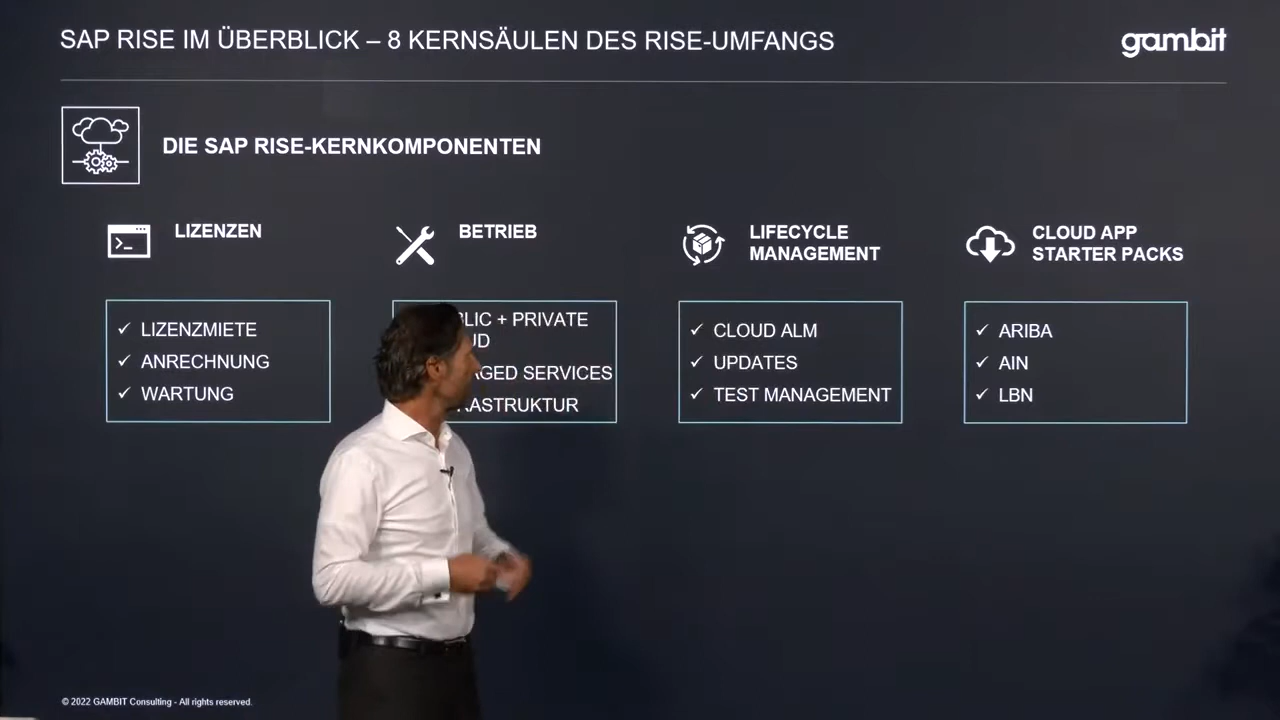 SAP RISE IM ÜBERBLICK – 8 KERNSÄULEN DES RISE-UMFANGS
gambit
DIE SAP RISE-KERNKOMPONENTEN
LIZENZEN
✓ LIZENZMIETE
✓ ANRECHNUNG
✓ WARTUNG
BETRIEB
+ PRIVATE
SERVICES
LIFECYCLE
MANAGEMENT
✓ CLOUD ALM
✓ UPDATES
✓ TEST MANAGEMENT
CLOUD APP
STARTER PACKS
✓ ARIBA
✓ AIN
✓ LBN
© 2022 GAMBIT Consulting - All rights reserved.